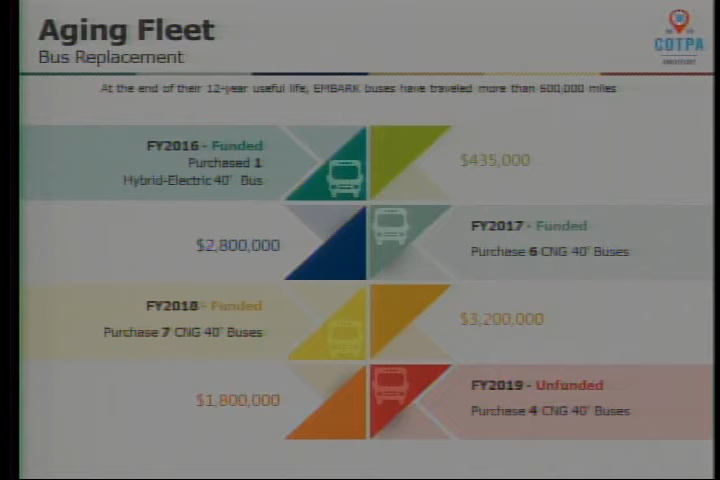 Aging Fleet
Bus Replacement
COTPA
At the end of their 12-year useful life, EMBARK buses have traveled more than 500,000 miles
FY2016 - Funded
Purchased 1
Hybrid-Electric 40' Bus
$435,000
$2,800,000
FY2017 - Funded
Purchase 6 CNG 40' Buses
FY2018 - Funded
Purchase 7 CNG 40' Buses
$3,200,000
$1,800,000
FY2019 - Unfunded
Purchase 4 CNG 40' Buses